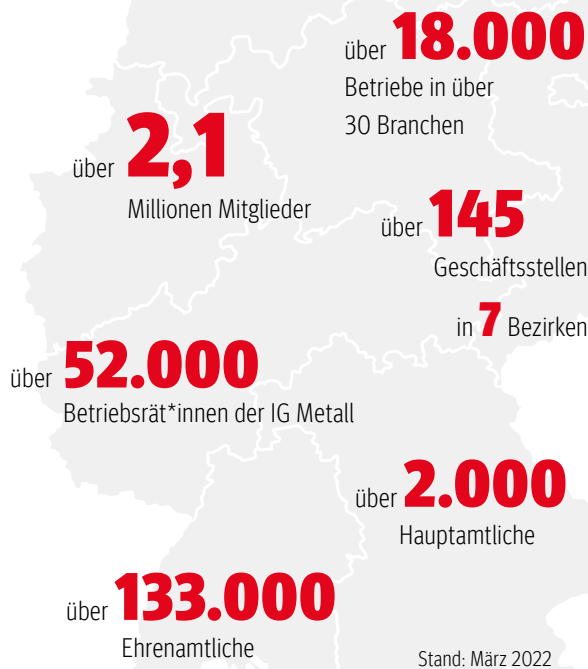 über 18.000
Betriebe in über
30 Branchen
über 2,1
Millionen Mitglieder
über 145
Geschäftsstellen
in 7 Bezirken
über 52.000
Betriebsrät*innen der IG Metall
über 2.000
Hauptamtliche
über 133.000
Ehrenamtliche
Stand: März 2022